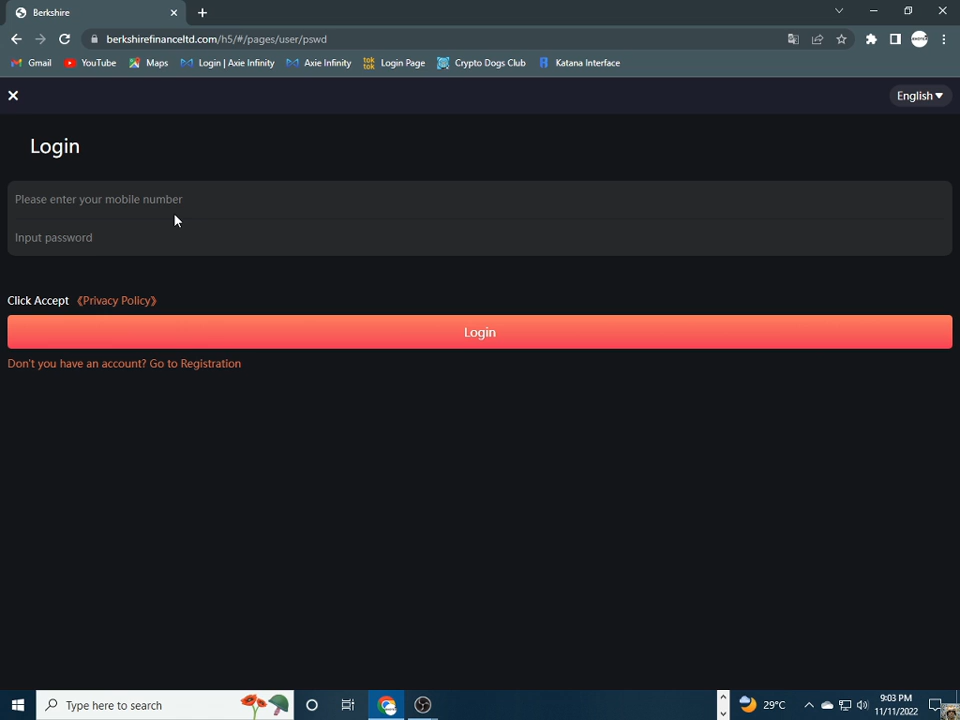 Berkshire
berkshirefinanceltd.com/h5/#/pages/user/pswd
Gmail YouTube Maps Login | Axie Infinity Axie Infinity tok tok Login Page Crypto Dogs Club Katana Interface
English
Login
Please enter your mobile number
Input password
Click Accept 《Privacy Policy》
Login
Don't you have an account? Go to Registration
Type here to search
29°C
9:03 PM
11/11/2022